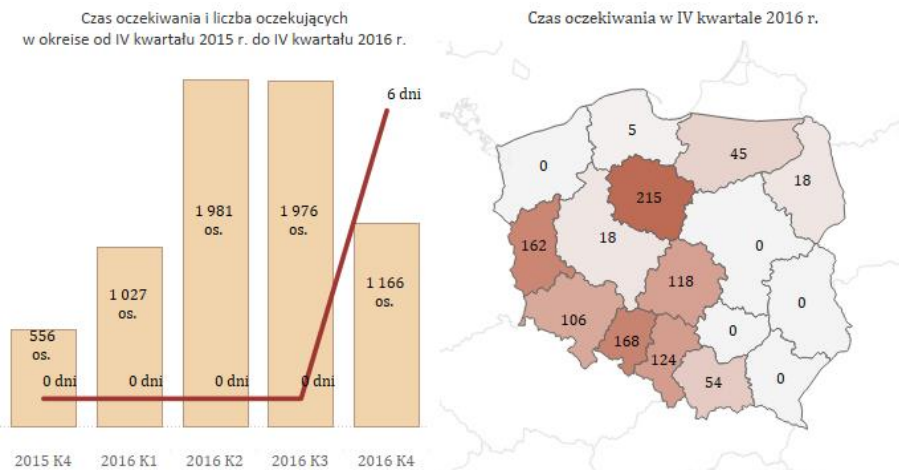 Czas oczekiwania i liczba oczekujących
w okreise od IV kwartału 2015 r. do IV kwartału 2016 r.
6 dni
1 981
os.
1 976
os.
1 166
os.
1 027
os.
556
os.
0 dni
0 dni
0 dni
0 dni
2015 K4
2016 K1
2016 K2
2016 K3
2016 K4
Czas oczekiwania w IV kwartale 2016 r.
5
0
45
18
215
18
0
162
118
0
106
0
168
124
54
0